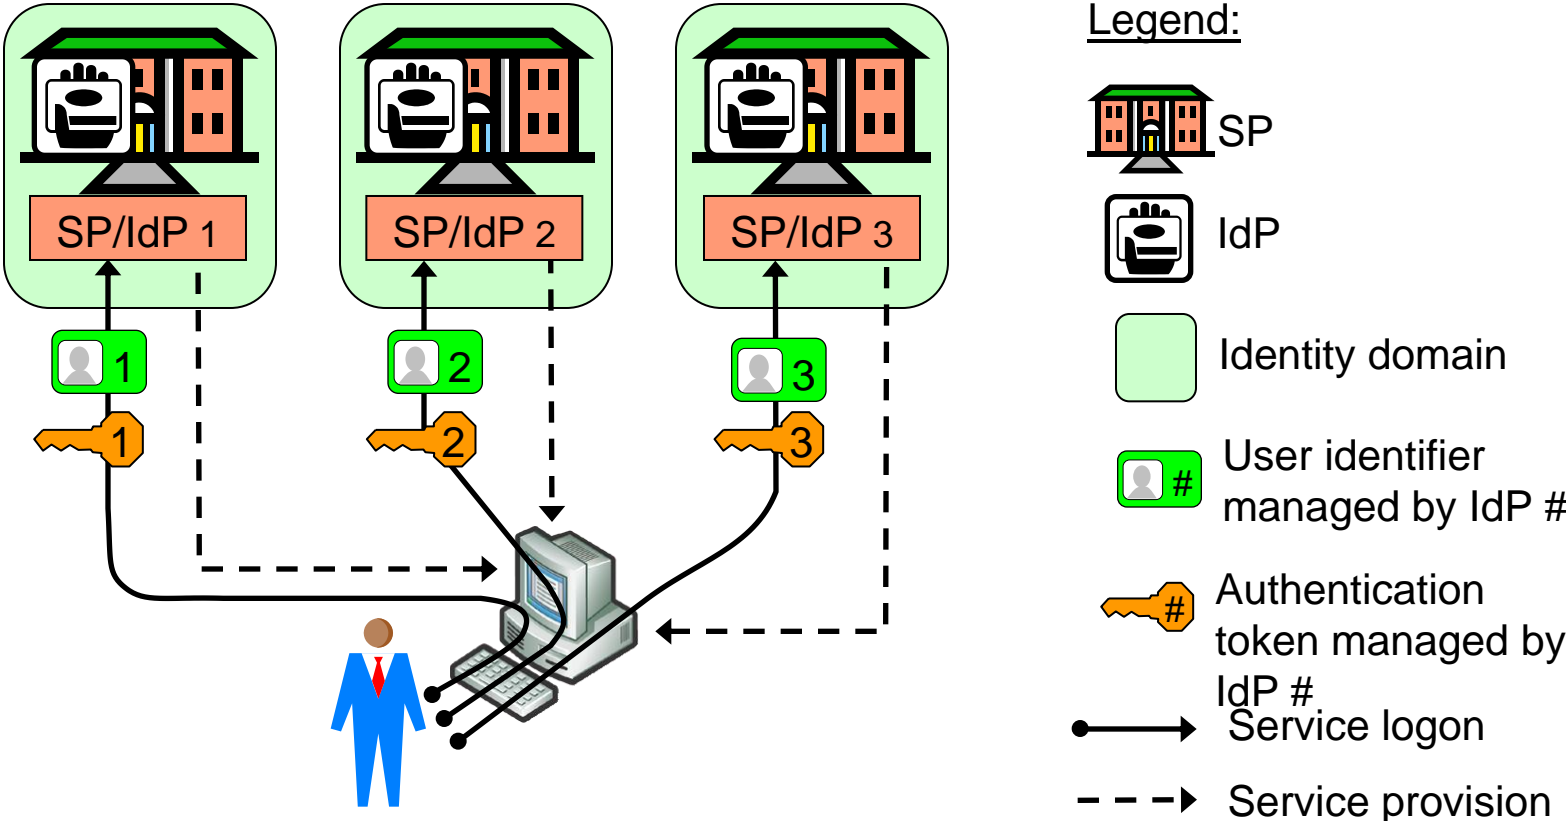 SP/IdP 1
SP/IdP 2
SP/IdP 3
1
2
3
1
2
3
Legend:
SP
IdP
Identity domain
#
User identifier
managed by IdP #
#
Authentication
token managed by
IdP #
Service logon
Service provision